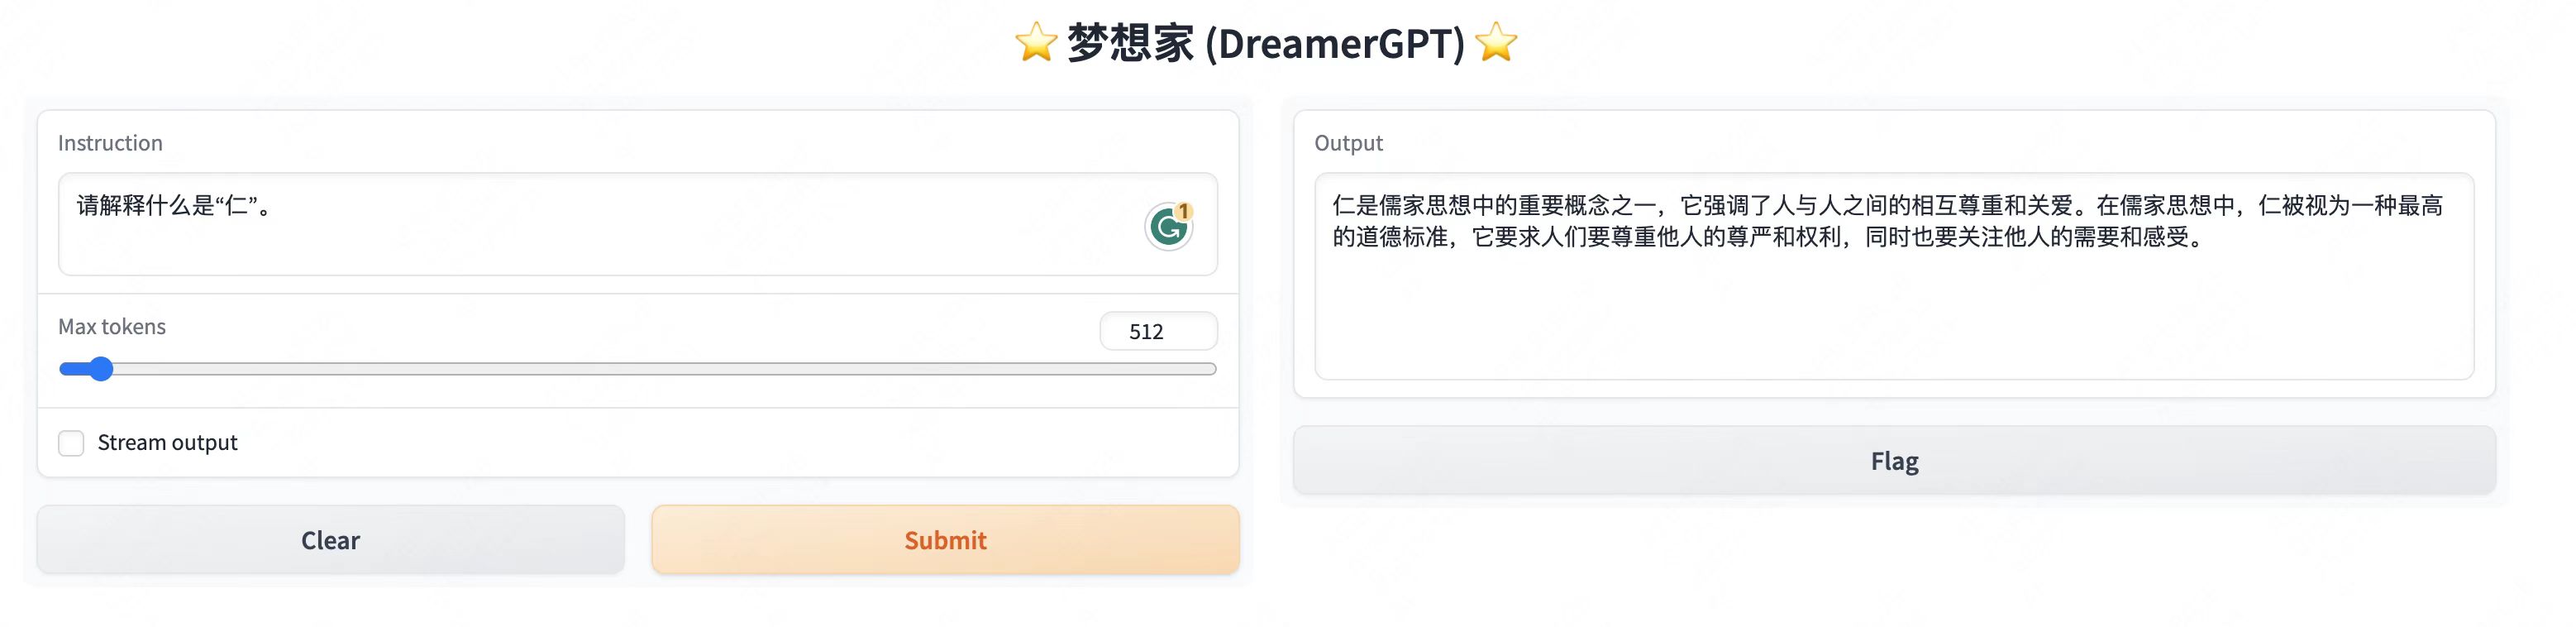 ⭐ 梦想家 (DreamerGPT) ⭐
Instruction
请解释什么是“仁”。
1
Max tokens
512
Stream output
Clear
Submit
Output
仁是儒家思想中的重要概念之一，它强调了人与人之间的相互尊重和关爱。在儒家思想中，仁被视为一种最高
的道德标准，它要求人们要尊重他人的尊严和权利，同时也要关注他人的需要和感受。
Flag